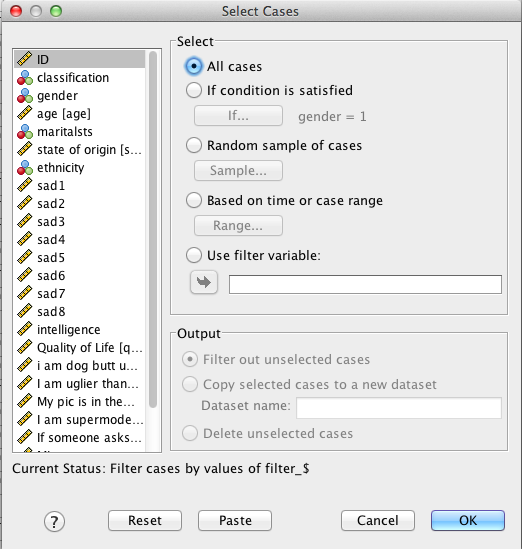 Select Cases
ID
classification
gender
age [age]
maritalsts
state of origin [s...
ethnicity
sad1
sad2
sad3
sad4
sad5
sad6
sad7
sad8
intelligence
Quality of Life [q...
i am dog butt u...
I am uglier than...
My pic is in the...
I am supermode...
If someone asks...
Select
All cases
If condition is satisfied
If... gender = 1
Random sample of cases
Sample...
Based on time or case range
Range...
Use filter variable:
Output
Filter out unselected cases
Copy selected cases to a new dataset
Dataset name:
Delete unselected cases
Current Status: Filter cases by values of filter_$
? Reset Paste Cancel OK